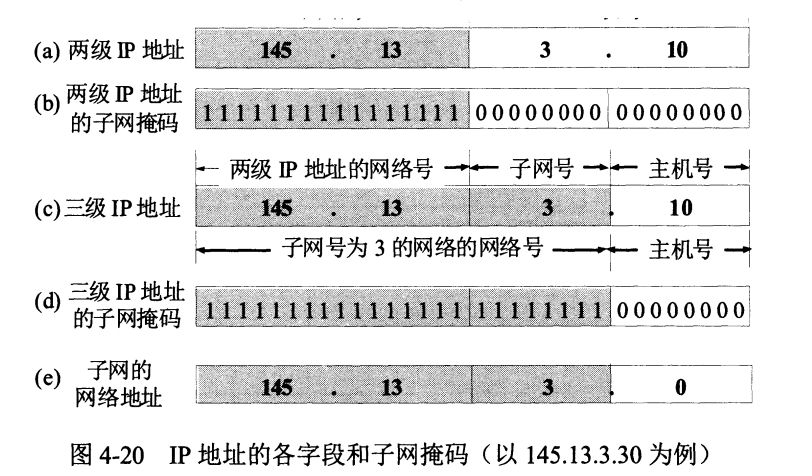 (a) 两级 IP 地址 145 . 13 3 . 10
(b) 两级 IP 地址
的子网掩码 1111111111111111 00000000 00000000
两级 IP 地址的网络号 子网号 主机号
(c) 三级 IP 地址 145 . 13 3 . 10
子网号为 3 的网络的网络号 主机号
(d) 三级 IP 地址
的子网掩码 1111111111111111 11111111 00000000
(e) 子网的
网络地址 145 . 13 3 . 0
图 4-20 IP 地址的各字段和子网掩码（以 145.13.3.30 为例）